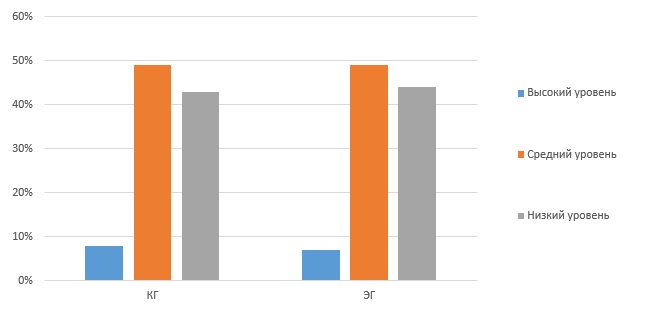 60%
50%
40%
30%
20%
10%
0%
КГ
ЭГ
Высокий уровень
Средний уровень
Низкий уровень